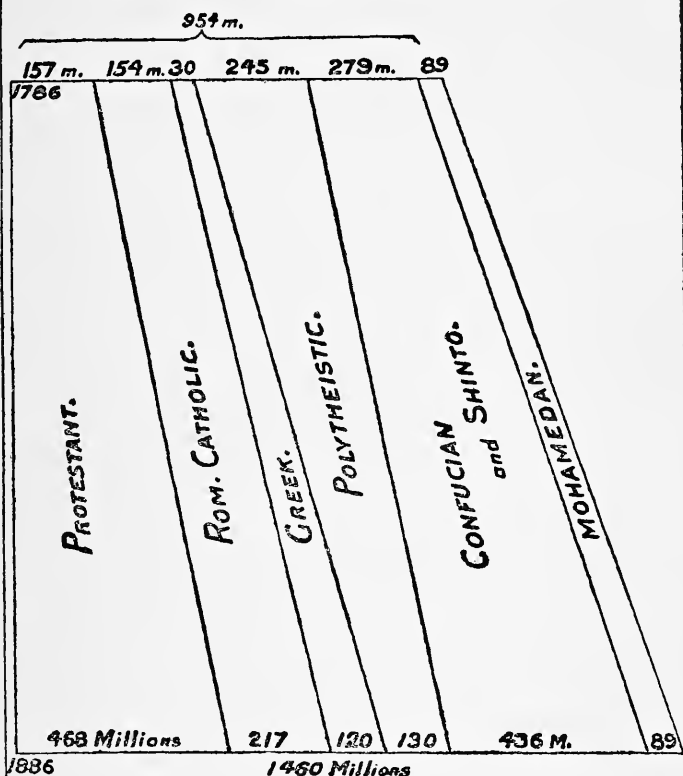 954 m.
157 m. 154 m. 30 245 m. 279 m. 89
1786
PROTESTANT.
ROM. CATHOLIC.
GREEK.
POLYTHEISTIC.
CONFUCIAN
and SHINTO.
MOHAMEDAN.
468 Millions 217 120 130 436 M. 89
1886 1460 Millions